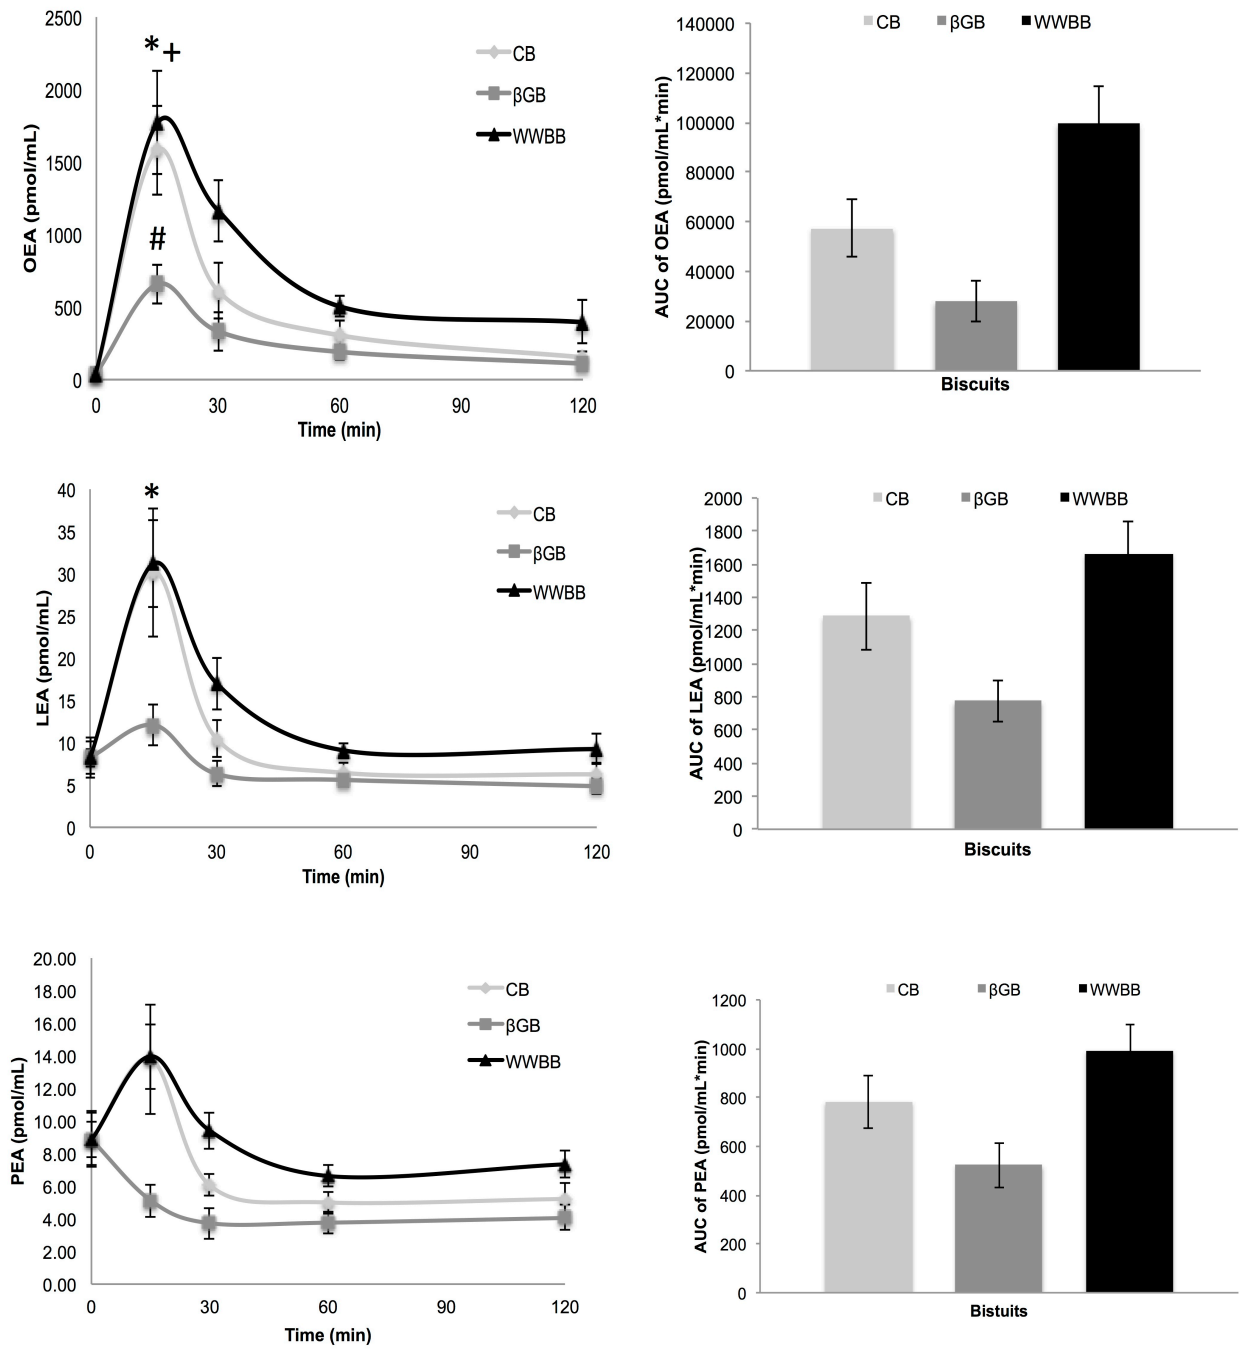 2500
2000
1500
1000
500
0
OEA (pmol/mL)
*+
#
CB
βGB
WWBB
0 30 60 90 120
Time (min)
CB βGB WWBB
140000
120000
100000
80000
60000
40000
20000
0
AUC of OEA (pmol/mL*min)
Biscuits
40
35
30
25
20
15
10
5
0
LEA (pmol/mL)
*
CB
βGB
WWBB
0 30 60 90 120
Time (min)
CB βGB WWBB
2000
1800
1600
1400
1200
1000
800
600
400
200
0
AUC of LEA (pmol/mL*min)
Biscuits
20.00
18.00
16.00
14.00
12.00
10.00
8.00
6.00
4.00
2.00
0.00
PEA (pmol/mL)
CB
βGB
WWBB
0 30 60 90 120
Time (min)
CB βGB WWBB
1200
1000
800
600
400
200
0
AUC of PEA (pmol/mL*min)
Bistuits